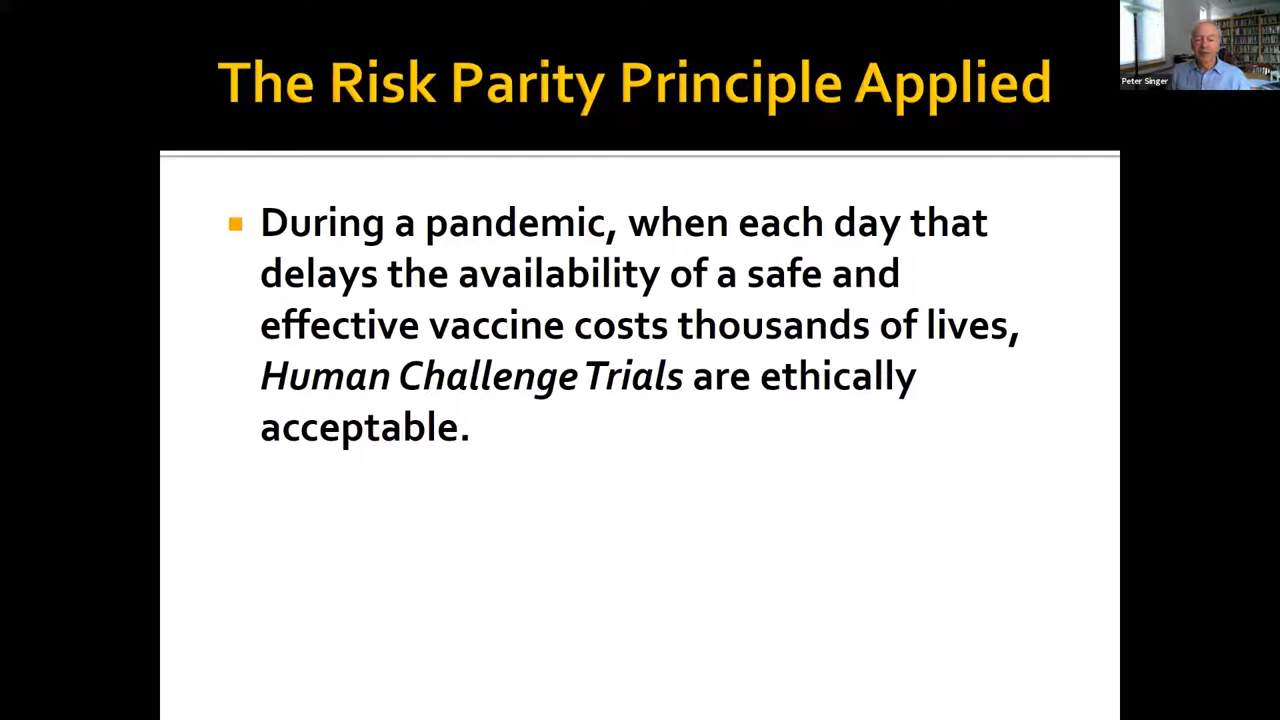 The Risk Parity Principle Applied
Peter Singer
During a pandemic, when each day that
delays the availability of a safe and
effective vaccine costs thousands of lives,
Human Challenge Trials are ethically
acceptable.